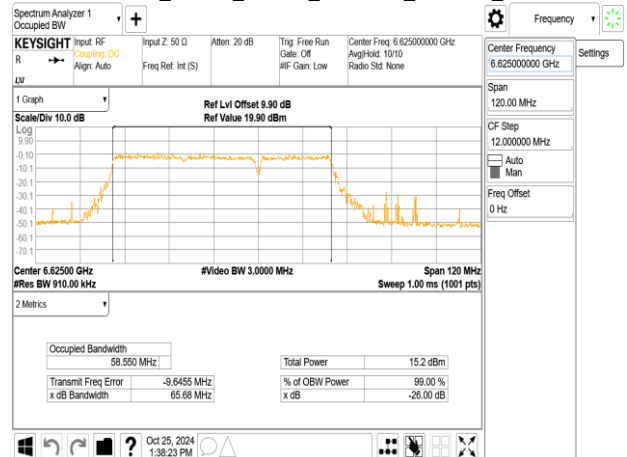 Spectrum Analyzer 1
Occupied BW
Frequency
KEYSIGHT
R
LXI
Input: RF
Coupling: DC
Align: Auto
Input Z: 50 Ω
Freq Ref: Int (S)
Atten: 20 dB
Trig: Free Run
Gate: Off
#IF Gain: Low
Center Freq: 6.625000000 GHz
Avg|Hold: 10/10
Radio Std: None
Center Frequency
6.625000000 GHz
Settings
Span
120.00 MHz
CF Step
12.000000 MHz
Auto
Man
Freq Offset
0 Hz
1 Graph
Scale/Div 10.0 dB
Ref Lvl Offset 9.90 dB
Ref Value 19.90 dBm
Log
9.90
-0.10
-10.1
-20.1
-30.1
-40.1
-50.1
-60.1
-70.1
Center 6.62500 GHz
#Video BW 3.0000 MHz
Span 120 MHz
#Res BW 910.00 kHz
Sweep 1.00 ms (1001 pts)
2 Metrics
Occupied Bandwidth
58.550 MHz
Transmit Freq Error -9.6455 MHz
x dB Bandwidth 65.68 MHz
Total Power 15.2 dBm
% of OBW Power 99.00 %
x dB -26.00 dB
?
Oct 25, 2024
1:38:23 PM